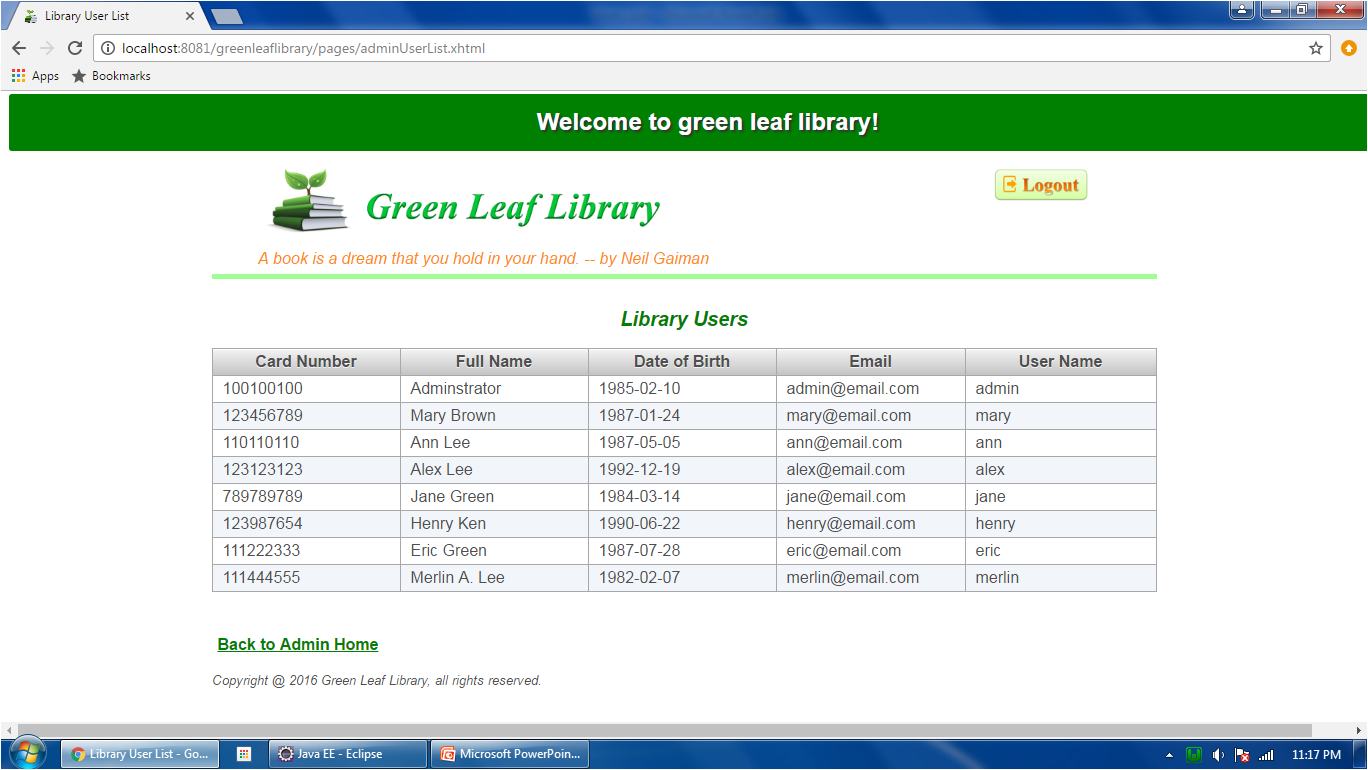 Library User List
localhost:8081/greenleaflibrary/pages/adminUserList.xhtml
Apps Bookmarks
Welcome to green leaf library!
Green Leaf Library
Logout
A book is a dream that you hold in your hand. -- by Neil Gaiman
Library Users
Card Number Full Name Date of Birth Email User Name
100100100 Adminstrator 1985-02-10 admin@email.com admin
123456789 Mary Brown 1987-01-24 mary@email.com mary
110110110 Ann Lee 1987-05-05 ann@email.com ann
123123123 Alex Lee 1992-12-19 alex@email.com alex
789789789 Jane Green 1984-03-14 jane@email.com jane
123987654 Henry Ken 1990-06-22 henry@email.com henry
111222333 Eric Green 1987-07-28 eric@email.com eric
111444555 Merlin A. Lee 1982-02-07 merlin@email.com merlin
Back to Admin Home
Copyright @ 2016 Green Leaf Library, all rights reserved.
Library User List - Go... Java EE - Eclipse Microsoft PowerPoin... 11:17 PM